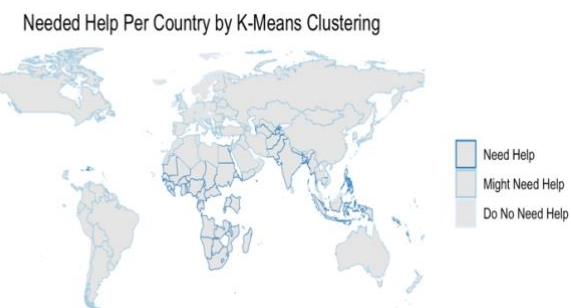 Needed Help Per Country by K-Means Clustering
Need Help
Might Need Help
Do No Need Help